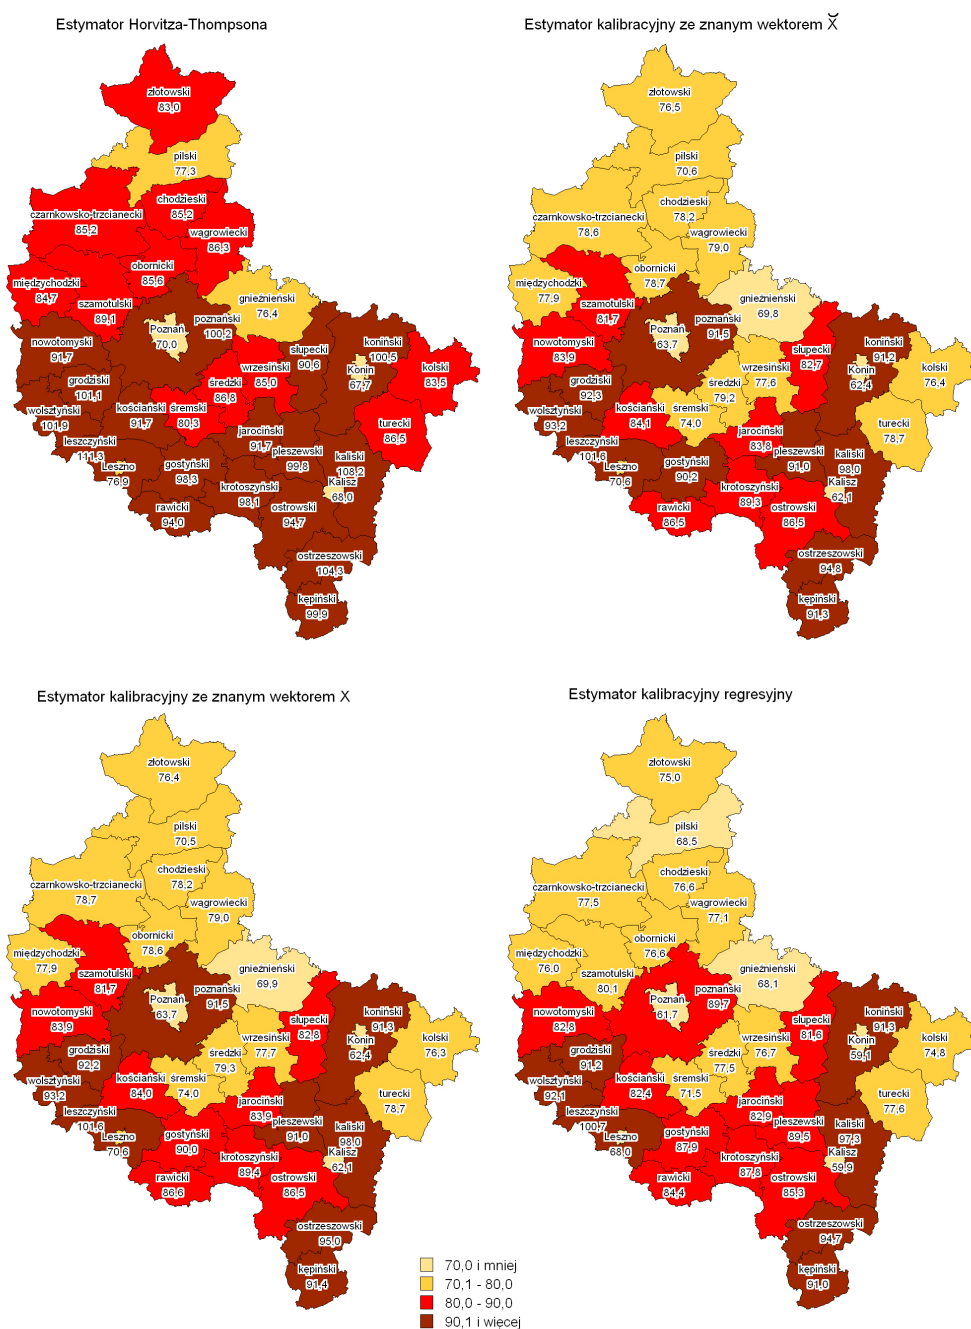 Estymator Horvitza-Thompsona
złotowski
83,0
pilski
77,3
chodzieski
85,2
czarnkowsko-trzcianecki
85,2
wągrowiecki
86,3
obornicki
85,6
międzychodzki
84,7
szamotulski
89,1
gnieźnieński
76,4
poznański
100,2
Poznań
70,0
nowotomyski
91,7
słupecki
90,6
koniński
100,5
Konin
67,7
kolski
83,5
wrzesiński
85,0
grodziski
101,1
średzki
86,8
wolsztyński
101,9
kościański
91,7
śremski
80,3
turecki
86,5
jarociński
91,7
leszczyński
111,3
pleszewski
99,8
kaliski
108,2
Leszno
76,9
gostyński
98,3
Kalisz
68,0
krotoszyński
98,1
rawicki
94,0
ostrowski
94,7
ostrzeszowski
104,3
kępiński
99,9
Estymator kalibracyjny ze znanym wektorem X̆
złotowski
76,5
pilski
70,6
chodzieski
78,2
czarnkowsko-trzcianecki
78,6
wągrowiecki
79,0
obornicki
78,7
międzychodzki
77,9
szamotulski
81,7
gnieźnieński
69,8
poznański
91,5
Poznań
63,7
nowotomyski
83,9
słupecki
82,7
koniński
91,2
Konin
62,4
kolski
76,4
wrzesiński
77,6
grodziski
92,3
średzki
79,2
wolsztyński
93,2
kościański
84,1
śremski
74,0
turecki
78,7
jarociński
83,8
leszczyński
101,6
pleszewski
91,0
kaliski
98,0
Leszno
70,6
gostyński
90,2
Kalisz
62,1
krotoszyński
89,3
rawicki
86,5
ostrowski
86,5
ostrzeszowski
94,8
kępiński
91,3
Estymator kalibracyjny ze znanym wektorem X
złotowski
76,4
pilski
70,5
chodzieski
78,2
czarnkowsko-trzcianecki
78,7
wągrowiecki
79,0
obornicki
78,6
międzychodzki
77,9
szamotulski
81,7
gnieźnieński
69,9
poznański
91,5
Poznań
63,7
nowotomyski
83,9
słupecki
82,8
koniński
91,3
Konin
62,4
kolski
76,3
wrzesiński
77,7
grodziski
92,2
średzki
79,3
wolsztyński
93,2
kościański
84,0
śremski
74,0
turecki
78,7
jarociński
83,9
leszczyński
101,6
pleszewski
91,0
kaliski
98,0
Leszno
70,6
gostyński
90,0
Kalisz
62,1
krotoszyński
89,4
rawicki
86,6
ostrowski
86,5
ostrzeszowski
95,0
kępiński
91,4
Estymator kalibracyjny regresyjny
złotowski
75,0
pilski
68,5
chodzieski
76,6
czarnkowsko-trzcianecki
77,5
wągrowiecki
77,1
obornicki
76,6
międzychodzki
76,0
szamotulski
80,1
gnieźnieński
68,1
poznański
89,7
Poznań
61,7
nowotomyski
82,8
słupecki
81,6
koniński
91,3
Konin
59,1
kolski
74,8
wrzesiński
76,7
grodziski
91,2
średzki
77,5
wolsztyński
92,1
kościański
82,4
śremski
71,5
turecki
77,6
jarociński
82,9
leszczyński
100,7
pleszewski
89,5
kaliski
97,3
Leszno
68,0
gostyński
87,9
Kalisz
59,9
krotoszyński
87,8
rawicki
84,4
ostrowski
85,3
ostrzeszowski
94,7
kępiński
91,0
70,0 i mniej
70,1 - 80,0
80,0 - 90,0
90,1 i więcej